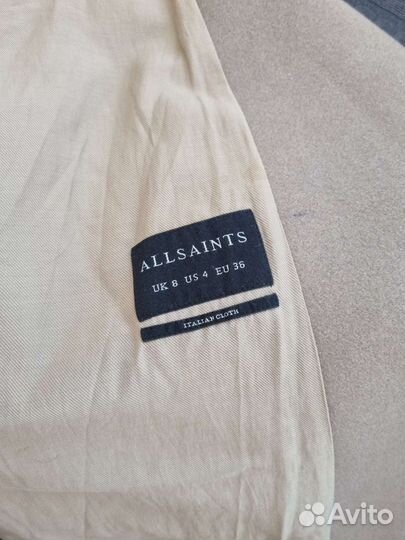 ALLSAINTS
UK 8 US 4 EU 36
ITALIAN CLOTH
Avito